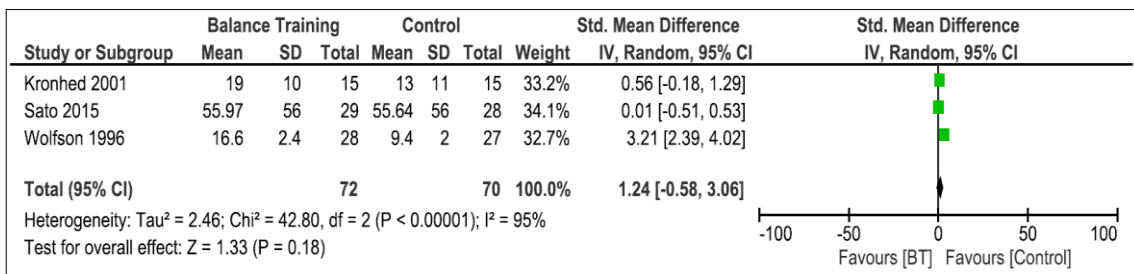 Balance Training Control Std. Mean Difference Std. Mean Difference
Study or Subgroup Mean SD Total Mean SD Total Weight IV, Random, 95% CI IV, Random, 95% CI
Kronhed 2001 19 10 15 13 11 15 33.2% 0.56 [-0.18, 1.29]
Sato 2015 55.97 56 29 55.64 56 28 34.1% 0.01 [-0.51, 0.53]
Wolfson 1996 16.6 2.4 28 9.4 2 27 32.7% 3.21 [2.39, 4.02]
Total (95% CI) 72 70 100.0% 1.24 [-0.58, 3.06]
Heterogeneity: Tau² = 2.46; Chi² = 42.80, df = 2 (P < 0.00001); I² = 95%
Test for overall effect: Z = 1.33 (P = 0.18)
-100 -50 0 50 100
Favours [BT] Favours [Control]